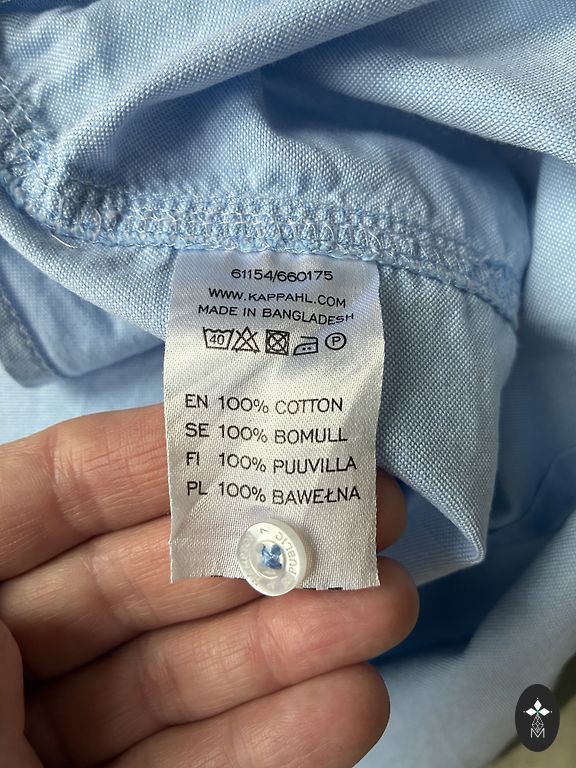 61154/660175
WWW.KAPPAHL.COM
MADE IN BANGLADESH
40 P
EN 100% COTTON
SE 100% BOMULL
FI 100% PUUVILLA
PL 100% BAWEŁNA
PUBLIC
M